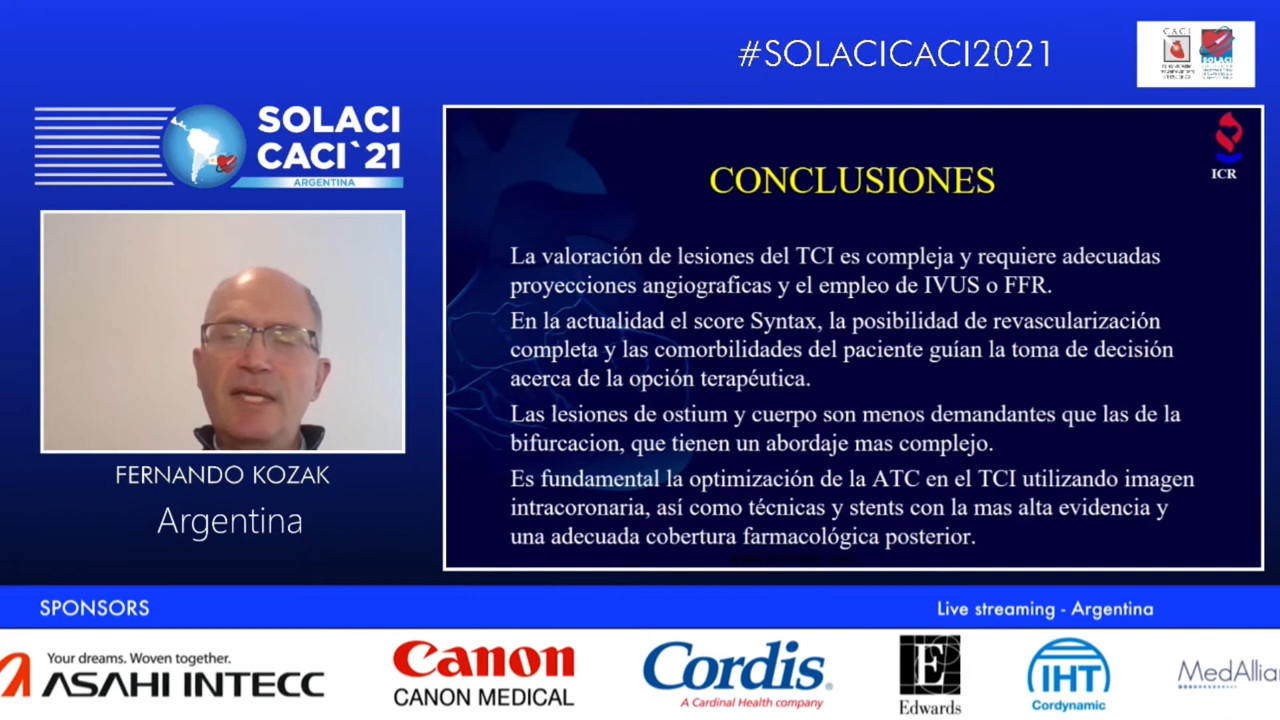 #SOLACICACI2021
CACI
SOLACI
SOLACI
CACI`21
ARGENTINA
ICR
CONCLUSIONES
La valoración de lesiones del TCI es compleja y requiere adecuadas
proyecciones angiograficas y el empleo de IVUS o FFR.
En la actualidad el score Syntax, la posibilidad de revascularización
completa y las comorbilidades del paciente guían la toma de decisión
acerca de la opción terapéutica.
Las lesiones de ostium y cuerpo son menos demandantes que las de la
bifurcacion, que tienen un abordaje mas complejo.
Es fundamental la optimización de la ATC en el TCI utilizando imagen
intracoronaria, así como técnicas y stents con la mas alta evidencia y
una adecuada cobertura farmacológica posterior.
FERNANDO KOZAK
Argentina
SPONSORS
Live streaming - Argentina
Your dreams. Woven together.
ASAHI INTECC
Canon
CANON MEDICAL
Cordis®
A Cardinal Health company
E
Edwards
IHT
Cordynamic
MedAllian